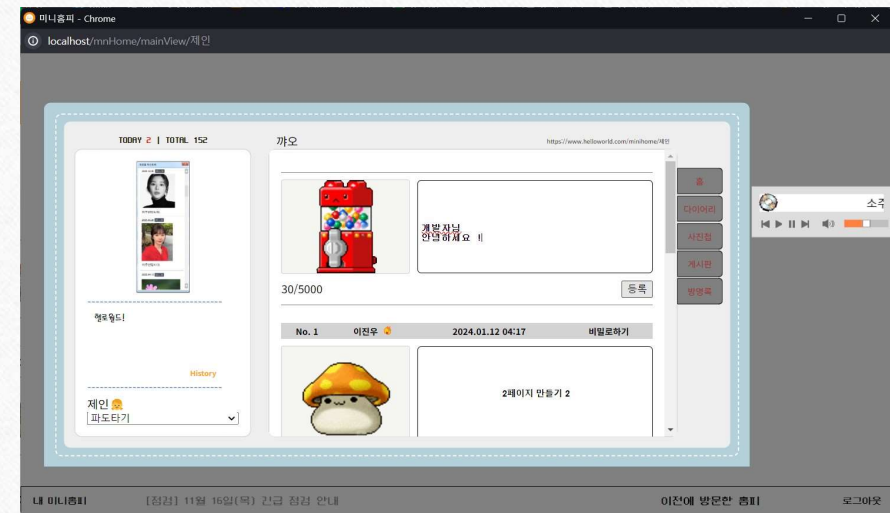 미니홈피 - Chrome
localhost/mnHome/mainView/제인
TODAY 2 | TOTAL 152
꺄오
https://www.helloworld.com/minihome/제인
헬로월드!
History
제인
파도타기
개발자님
안녕하세요 !
30/5000
등록
No. 1 이진우 2024.01.12 04:17 비밀로하기
2페이지 만들기 2
홈
다이어리
사진첩
게시판
방명록
소주
내 미니홈피
[점검] 11월 16일(목) 긴급 점검 안내
이전에 방문한 홈피
로그아웃